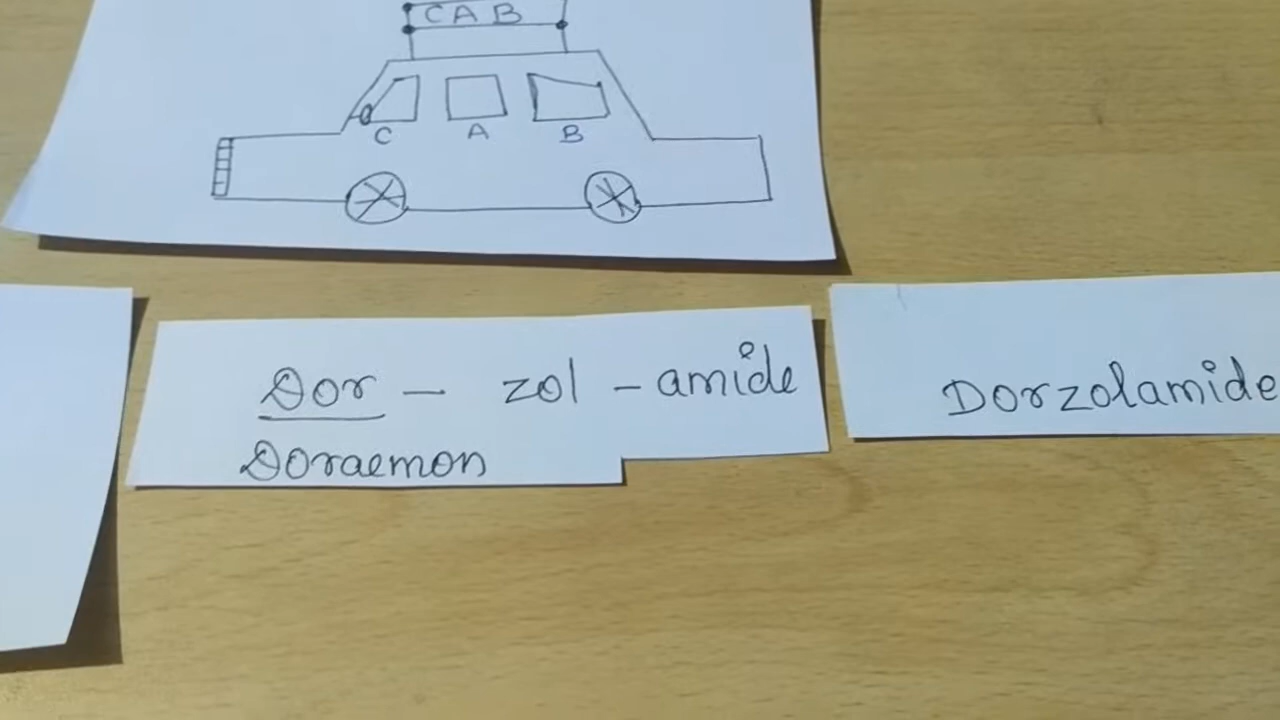 CAB
C A B
Dor - zol - amide
Doraemon
Dorzolamide